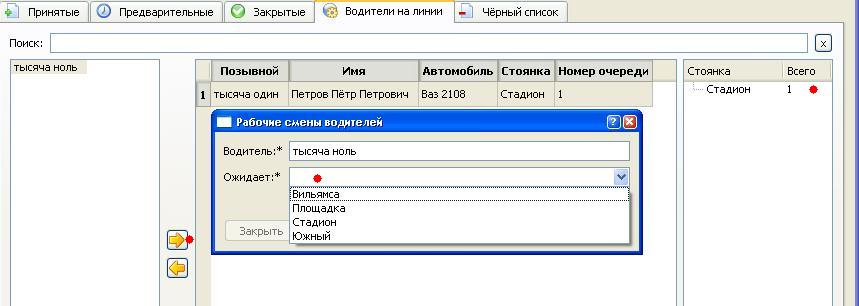 Принятые Предварительные Закрытые Водители на линии Чёрный список
Поиск: x
тысяча ноль
Позывной Имя Автомобиль Стоянка Номер очереди
1 тысяча один Петров Пётр Петрович Ваз 2108 Стадион 1
Стоянка Всего
Стадион 1
Рабочие смены водителей ?
Водитель:* тысяча ноль
Ожидает:*
Вильямса
Площадка
Стадион
Южный
Закрыть